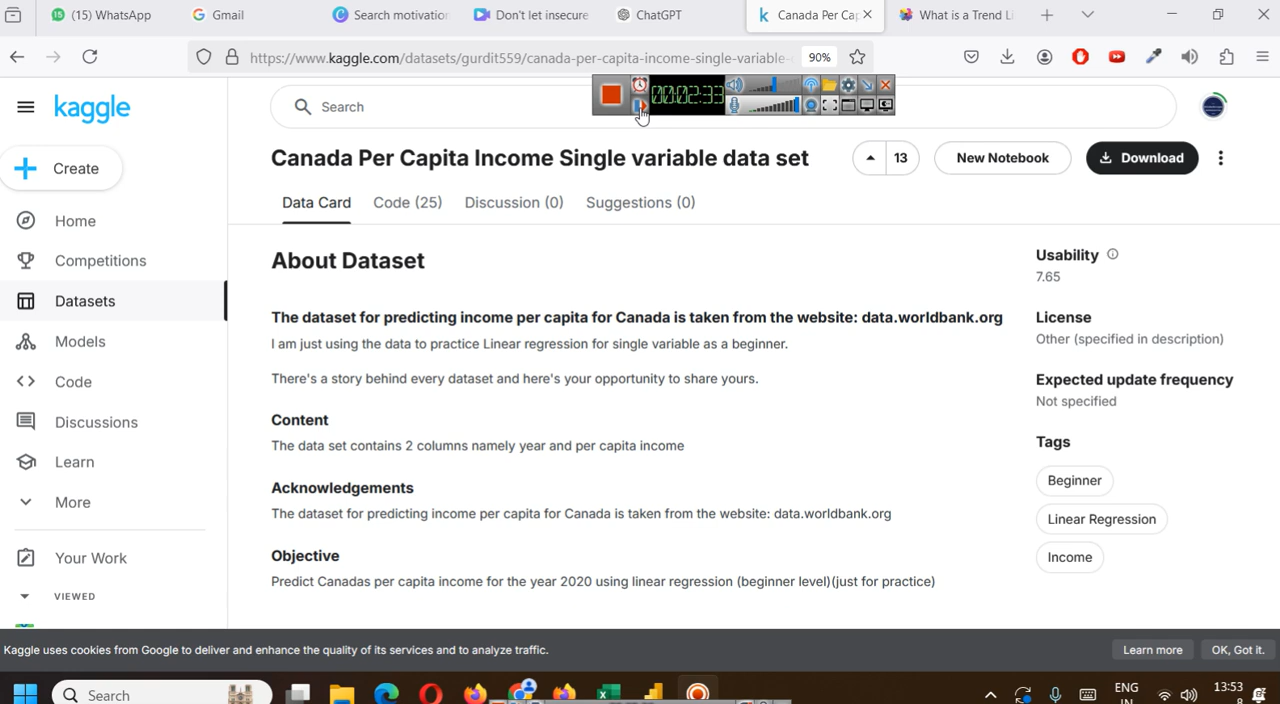 (15) WhatsApp
Gmail
Search motivation
Don't let insecure
ChatGPT
Canada Per Cap
What is a Trend Li
https://www.kaggle.com/datasets/gurdit559/canada-per-capita-income-single-variable-
90%
kaggle
Search
00:02:33
Create
Canada Per Capita Income Single variable data set
13
New Notebook
Download
Data Card
Code (25)
Discussion (0)
Suggestions (0)
Home
Competitions
Datasets
Models
Code
Discussions
Learn
More
Your Work
VIEWED
About Dataset
The dataset for predicting income per capita for Canada is taken from the website: data.worldbank.org
I am just using the data to practice Linear regression for single variable as a beginner.
There's a story behind every dataset and here's your opportunity to share yours.
Content
The data set contains 2 columns namely year and per capita income
Acknowledgements
The dataset for predicting income per capita for Canada is taken from the website: data.worldbank.org
Objective
Predict Canadas per capita income for the year 2020 using linear regression (beginner level)(just for practice)
Usability
7.65
License
Other (specified in description)
Expected update frequency
Not specified
Tags
Beginner
Linear Regression
Income
Kaggle uses cookies from Google to deliver and enhance the quality of its services and to analyze traffic.
Learn more
OK, Got it.
Search
ENG
IN
13:53